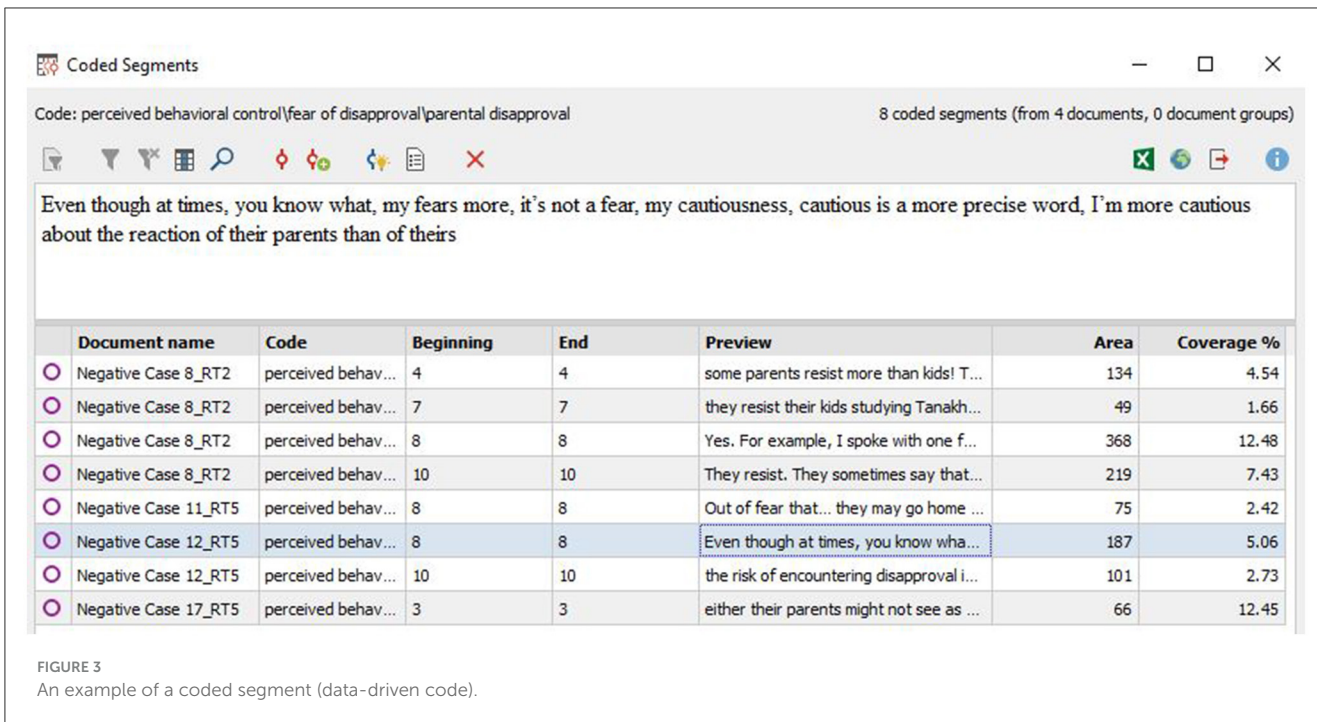 Coded Segments
Code: perceived behavioral control\fear of disapproval\parental disapproval 8 coded segments (from 4 documents, 0 document groups)
Even though at times, you know what, my fears more, it's not a fear, my cautiousness, cautious is a more precise word, I'm more cautious
about the reaction of their parents than of theirs
Document name Code Beginning End Preview Area Coverage %
Negative Case 8_RT2 perceived behav... 4 4 some parents resist more than kids! T... 134 4.54
Negative Case 8_RT2 perceived behav... 7 7 they resist their kids studying Tanakh... 49 1.66
Negative Case 8_RT2 perceived behav... 8 8 Yes. For example, I spoke with one f... 368 12.48
Negative Case 8_RT2 perceived behav... 10 10 They resist. They sometimes say that... 219 7.43
Negative Case 11_RT5 perceived behav... 8 8 Out of fear that... they may go home ... 75 2.42
Negative Case 12_RT5 perceived behav... 8 8 Even though at times, you know wha... 187 5.06
Negative Case 12_RT5 perceived behav... 10 10 the risk of encountering disapproval i... 101 2.73
Negative Case 17_RT5 perceived behav... 3 3 either their parents might not see as ... 66 12.45
FIGURE 3
An example of a coded segment (data-driven code).